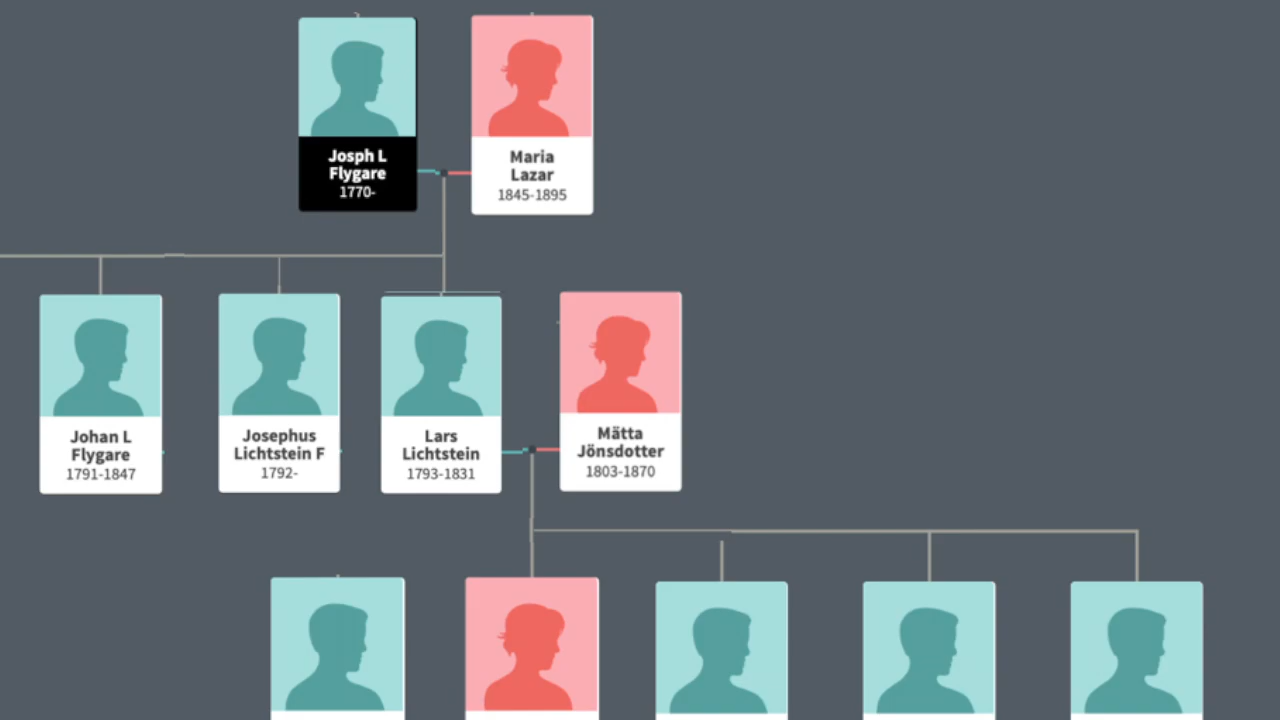 Josph L
Flygare
1770-
Maria
Lazar
1845-1895
Johan L
Flygare
1791-1847
Josephus
Lichtstein F
1792-
Lars
Lichtstein
1793-1831
Mätta
Jönsdotter
1803-1870